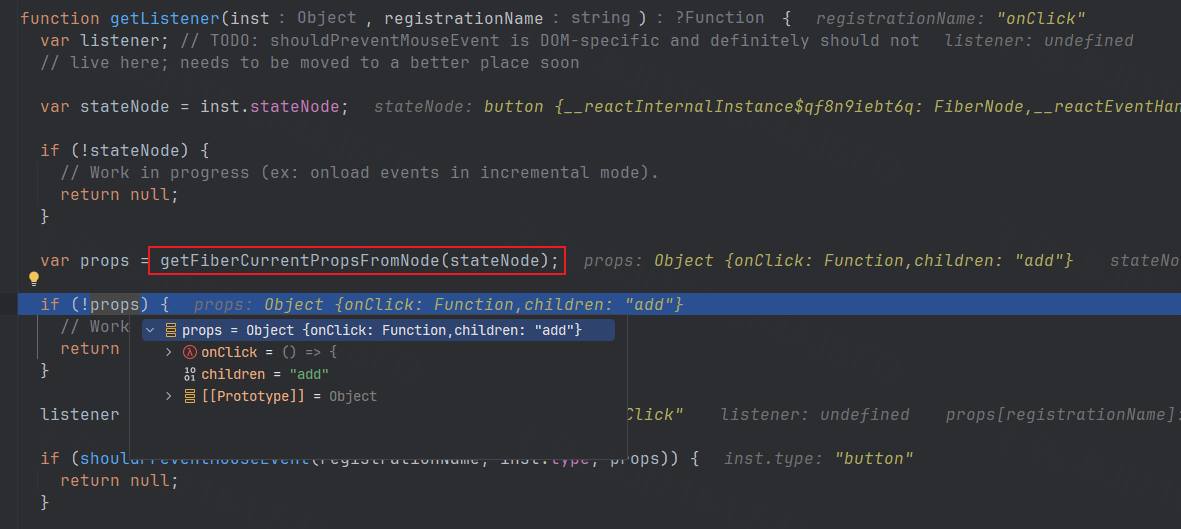 function getListener(inst : Object , registrationName : string ) : ?Function {   registrationName: "onClick"
var listener; // TODO: shouldPreventMouseEvent is DOM-specific and definitely should not   listener: undefined
// live here; needs to be moved to a better place soon
var stateNode = inst.stateNode;   stateNode: button {__reactInternalInstance$qf8n9iebt6q: FiberNode,__reactEventHan
if (!stateNode) {
// Work in progress (ex: onload events in incremental mode).
return null;
}
var props = getFiberCurrentPropsFromNode(stateNode);   props: Object {onClick: Function,children: "add"}   stateNo
if (!props) {   props: Object {onClick: Function,children: "add"}
// Work
props = Object {onClick: Function,children: "add"}
return
onClick = () => {
}
children = "add"
[[Prototype]] = Object
listener   Click"   listener: undefined   props[registrationName]:
if (shouldPreventMouseEvent(registrationName, inst.type, props)) {   inst.type: "button"
return null;
}